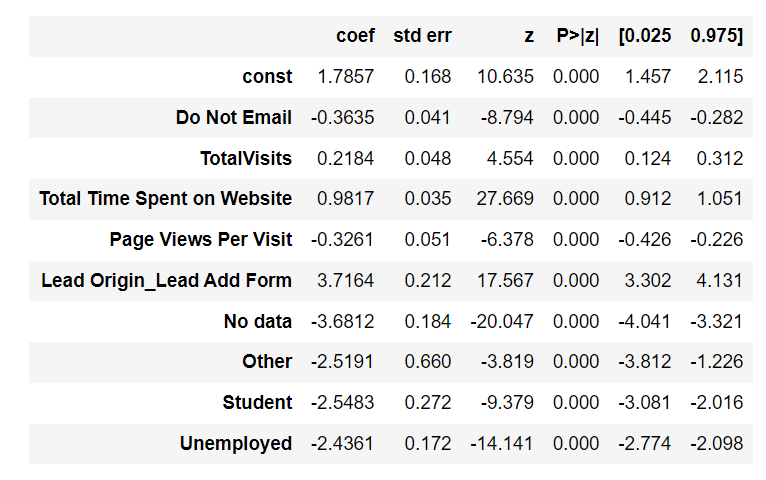 coef std err z P>|z| [0.025 0.975]
const 1.7857 0.168 10.635 0.000 1.457 2.115
Do Not Email -0.3635 0.041 -8.794 0.000 -0.445 -0.282
TotalVisits 0.2184 0.048 4.554 0.000 0.124 0.312
Total Time Spent on Website 0.9817 0.035 27.669 0.000 0.912 1.051
Page Views Per Visit -0.3261 0.051 -6.378 0.000 -0.426 -0.226
Lead Origin_Lead Add Form 3.7164 0.212 17.567 0.000 3.302 4.131
No data -3.6812 0.184 -20.047 0.000 -4.041 -3.321
Other -2.5191 0.660 -3.819 0.000 -3.812 -1.226
Student -2.5483 0.272 -9.379 0.000 -3.081 -2.016
Unemployed -2.4361 0.172 -14.141 0.000 -2.774 -2.098